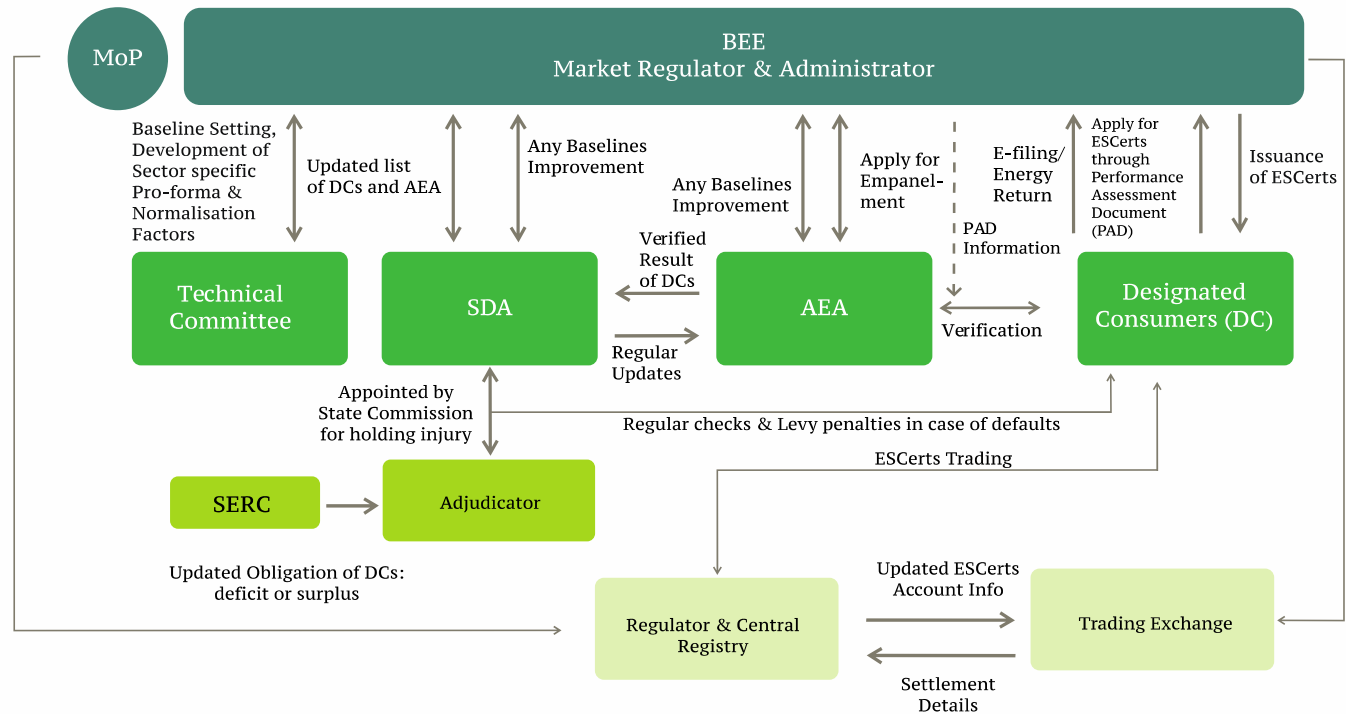 MoP
BEE
Market Regulator & Administrator
Baseline Setting,
Development of
Sector specific
Pro-forma &
Normalisation
Factors
Updated list
of DCs and AEA
Any Baselines
Improvement
Any Baselines
Improvement
Apply for
Empanel-
ment
PAD
Information
E-filing/
Energy
Return
Apply for
ESCerts
through
Performance
Assessment
Document
(PAD)
Issuance
of ESCerts
Technical
Committee
SDA
Verified
Result
of DCs
Regular
Updates
AEA
Verification
Designated
Consumers (DC)
Appointed by
State Commission
for holding injury
Regular checks & Levy penalties in case of defaults
ESCerts Trading
SERC
Adjudicator
Updated Obligation of DCs:
deficit or surplus
Regulator & Central
Registry
Updated ESCerts
Account Info
Settlement
Details
Trading Exchange